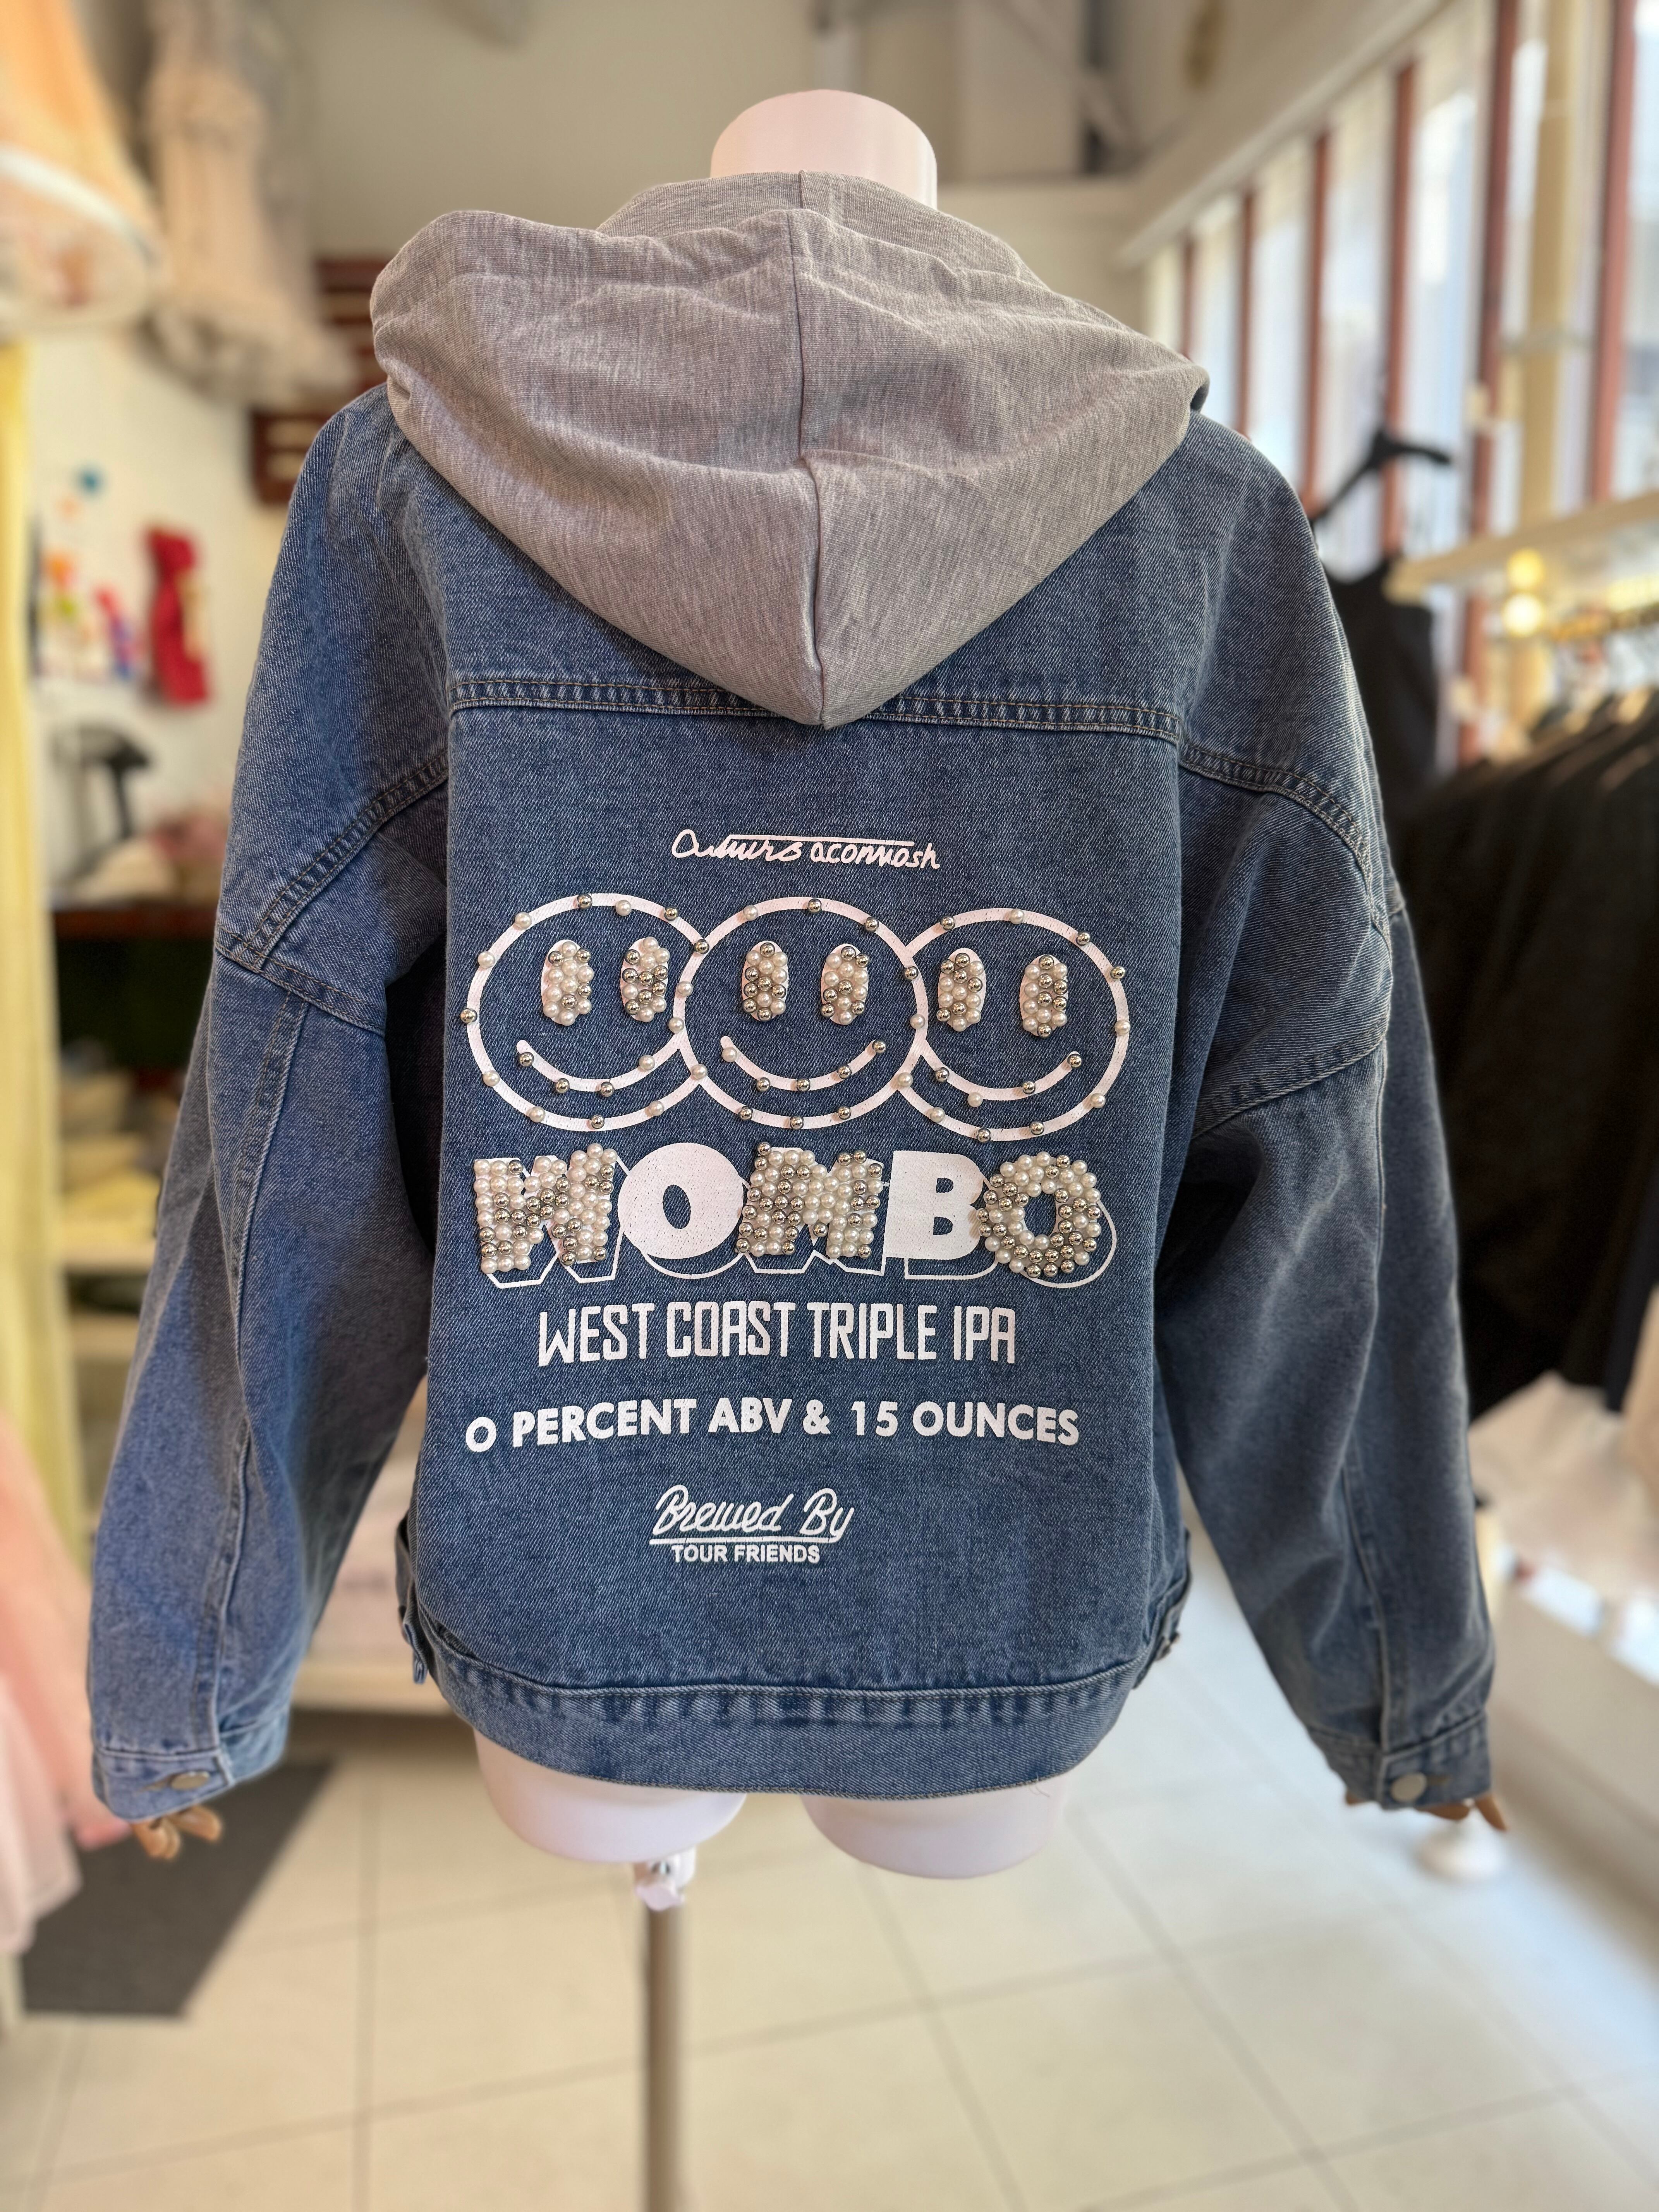 WOMBO
WEST COAST TRIPLE IPA
0 PERCENT ABV & 15 OUNCES
Brewed By
TOUR FRIENDS